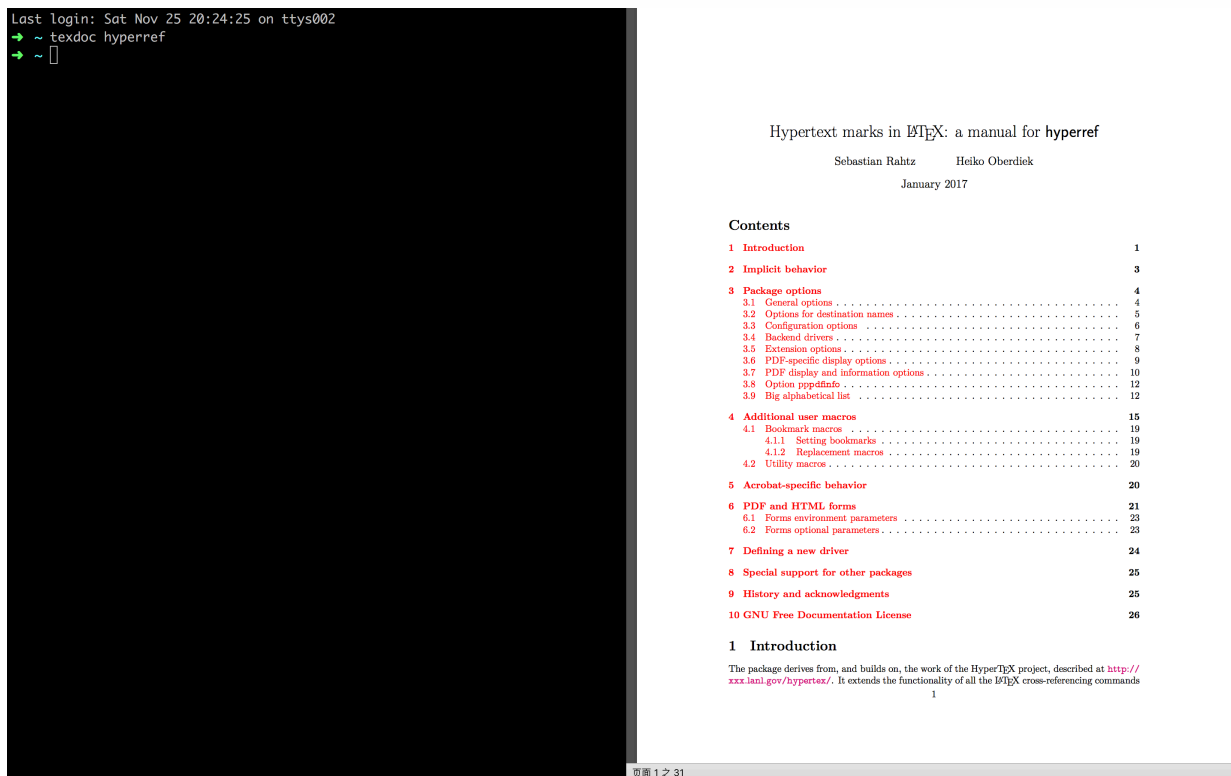 Last login: Sat Nov 25 20:24:25 on ttys002
➜ ~ texdoc hyperref
➜ ~
Hypertext marks in LATEX: a manual for hyperref
Sebastian Rahtz Heiko Oberdiek
January 2017
Contents
1 Introduction 1
2 Implicit behavior 3
3 Package options 4
3.1 General options . . . . . . . . . . . . . . . . . . . . . . . . . . . . . . . . . . . . . . 4
3.2 Options for destination names . . . . . . . . . . . . . . . . . . . . . . . . . . . . . . 5
3.3 Configuration options . . . . . . . . . . . . . . . . . . . . . . . . . . . . . . . . . . 6
3.4 Backend drivers . . . . . . . . . . . . . . . . . . . . . . . . . . . . . . . . . . . . . . 7
3.5 Extension options . . . . . . . . . . . . . . . . . . . . . . . . . . . . . . . . . . . . . 8
3.6 PDF-specific display options . . . . . . . . . . . . . . . . . . . . . . . . . . . . . . . 9
3.7 PDF display and information options . . . . . . . . . . . . . . . . . . . . . . . . . . 10
3.8 Option pppdfinfo . . . . . . . . . . . . . . . . . . . . . . . . . . . . . . . . . . . . . 12
3.9 Big alphabetical list . . . . . . . . . . . . . . . . . . . . . . . . . . . . . . . . . . . 12
4 Additional user macros 15
4.1 Bookmark macros . . . . . . . . . . . . . . . . . . . . . . . . . . . . . . . . . . . . 19
4.1.1 Setting bookmarks . . . . . . . . . . . . . . . . . . . . . . . . . . . . . . . . 19
4.1.2 Replacement macros . . . . . . . . . . . . . . . . . . . . . . . . . . . . . . . 19
4.2 Utility macros . . . . . . . . . . . . . . . . . . . . . . . . . . . . . . . . . . . . . . . 20
5 Acrobat-specific behavior 20
6 PDF and HTML forms 21
6.1 Forms environment parameters . . . . . . . . . . . . . . . . . . . . . . . . . . . . . 23
6.2 Forms optional parameters . . . . . . . . . . . . . . . . . . . . . . . . . . . . . . . . 23
7 Defining a new driver 24
8 Special support for other packages 25
9 History and acknowledgments 25
10 GNU Free Documentation License 26
1 Introduction
The package derives from, and builds on, the work of the HyperTEX project, described at http://
xxx.lanl.gov/hypertex/. It extends the functionality of all the LATEX cross-referencing commands
1
页面 1 之 31